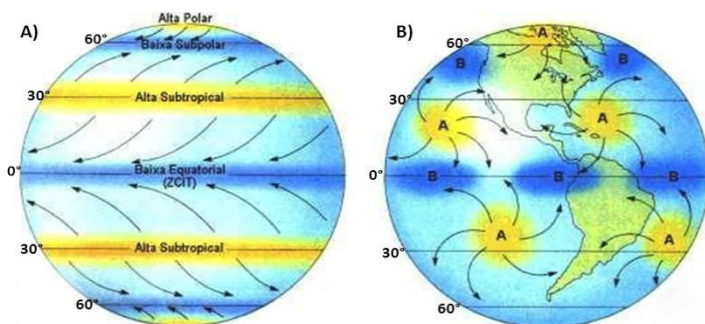 A)
Alta Polar
60°
Baixa Subpolar
30°
Alta Subtropical
0°
Baixa Equatorial
(ZCIT)
Alta Subtropical
30°
60°
B)
A
60°
B
B
30°
A
A
0°
B
B
B
A
A
30°
60°